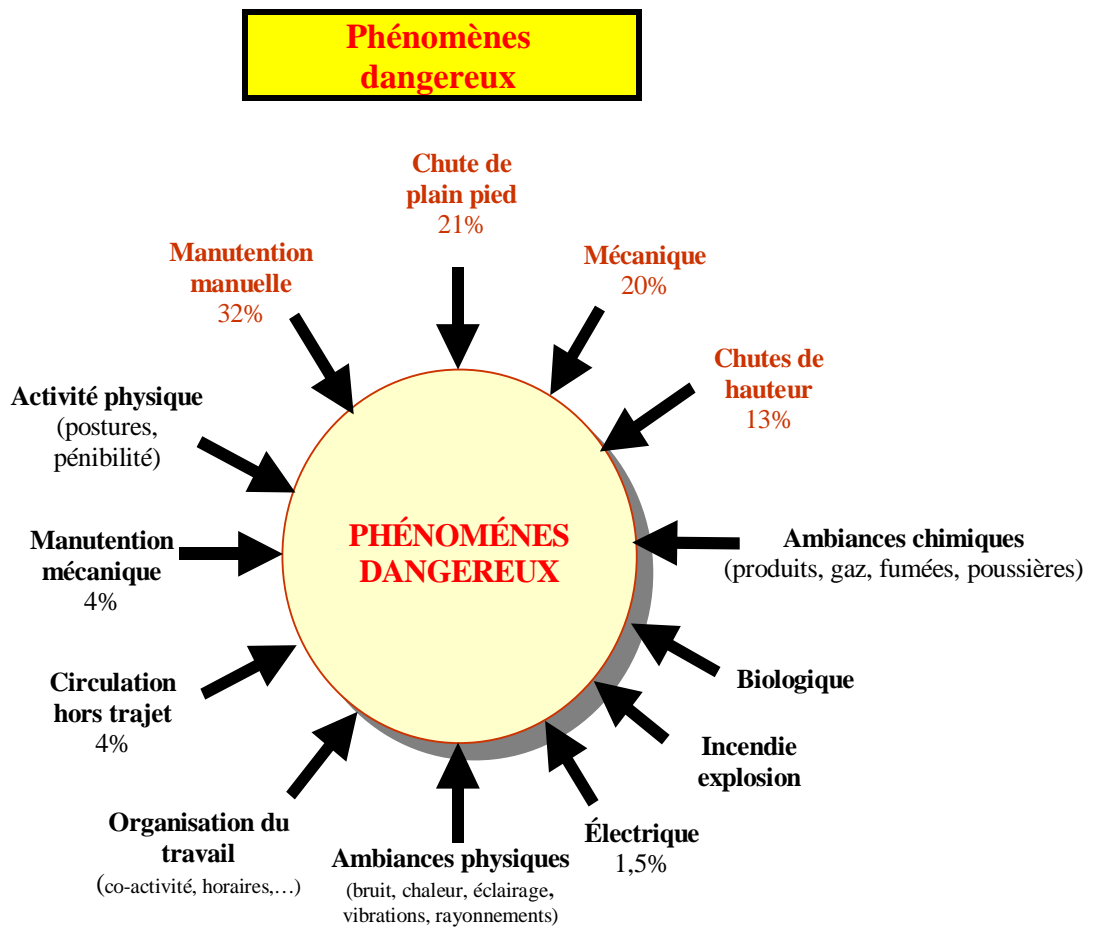 Phénomènes
dangereux
Chute de
plain pied
21%
Manutention
manuelle
32%
Mécanique
20%
Chutes de
hauteur
13%
Activité physique
(postures,
pénibilité)
PHÉNOMÉNES
DANGEREUX
Manutention
mécanique
4%
Ambiances chimiques
(produits, gaz, fumées, poussières)
Circulation
hors trajet
4%
Biologique
Incendie
explosion
Organisation du
travail
(co-activité, horaires,…)
Ambiances physiques
(bruit, chaleur, éclairage,
vibrations, rayonnements)
Électrique
1,5%